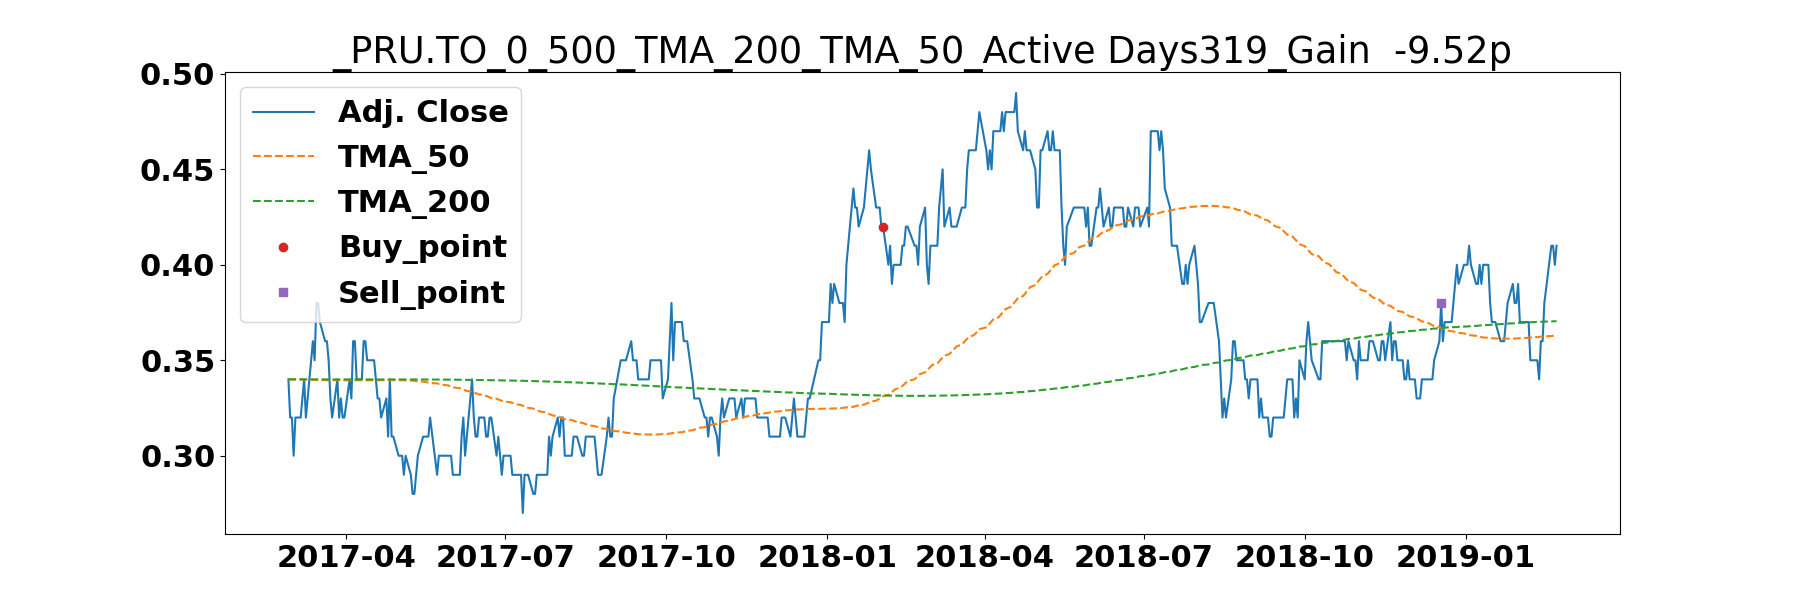 _PRU.TO_0_500_TMA_200_TMA_50_Active Days319_Gain  -9.52p
0.50
0.45
0.40
0.35
0.30
Adj. Close
TMA_50
TMA_200
Buy_point
Sell_point
2017-04 2017-07 2017-10 2018-01 2018-04 2018-07 2018-10 2019-01